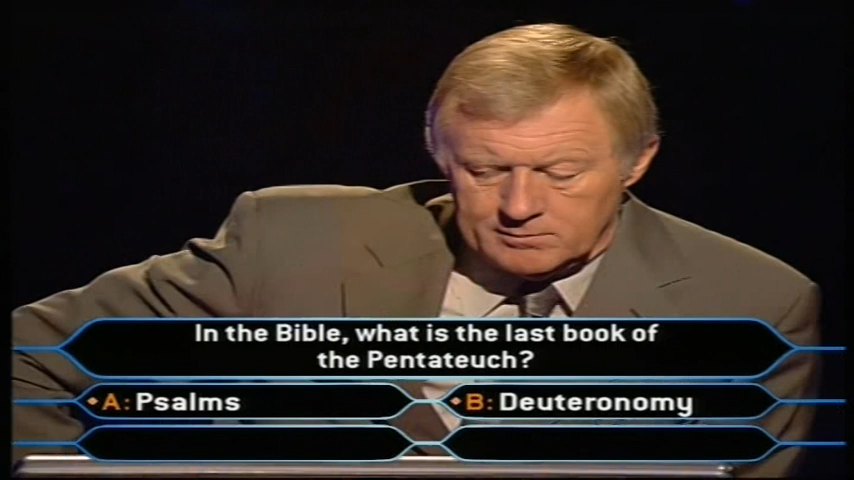 In the Bible, what is the last book of
the Pentateuch?
A: Psalms
B: Deuteronomy